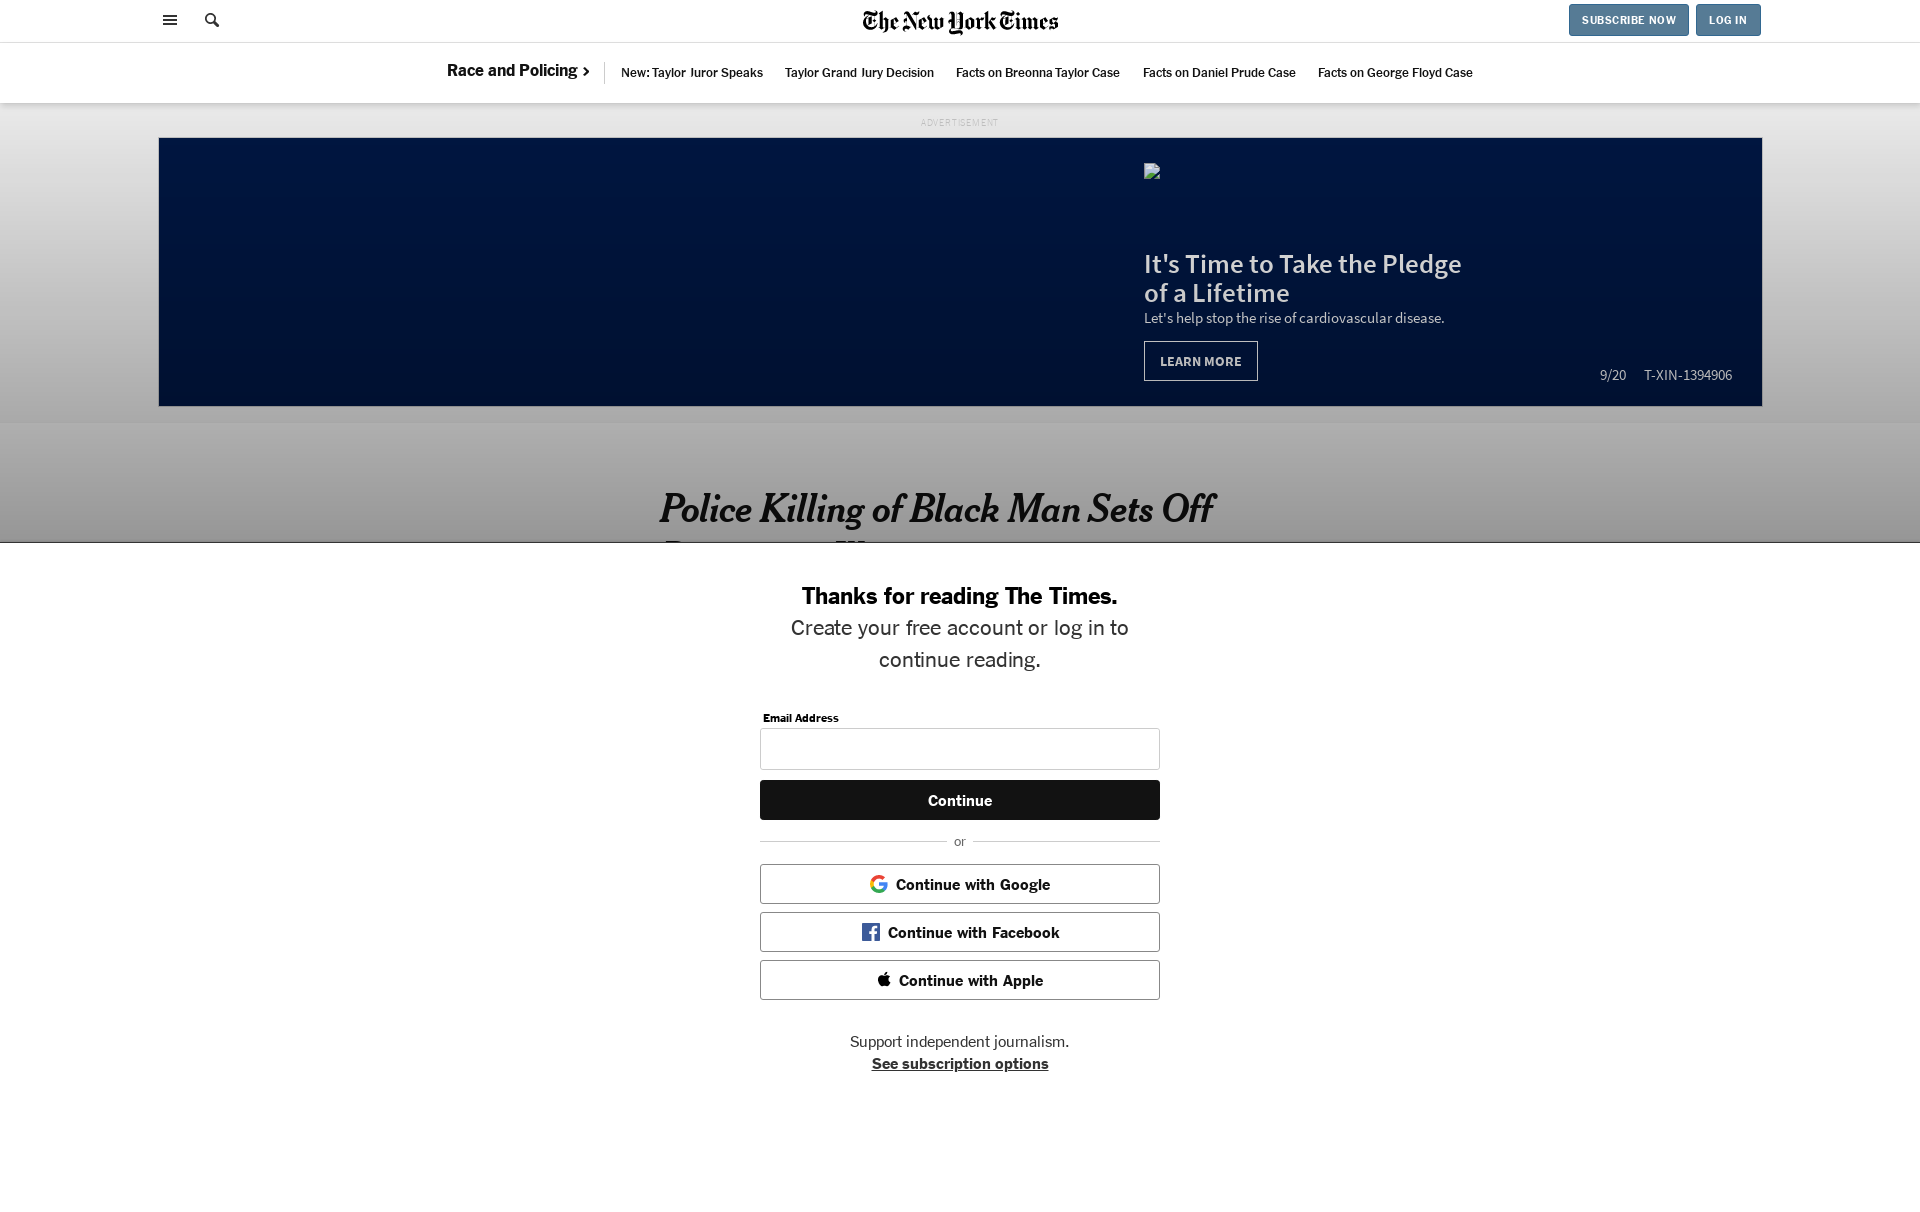 The New York Times
SUBSCRIBE NOW
LOG IN
Race and Policing
New: Taylor Juror Speaks
Taylor Grand Jury Decision
Facts on Breonna Taylor Case
Facts on Daniel Prude Case
Facts on George Floyd Case
ADVERTISEMENT
It's Time to Take the Pledge
of a Lifetime
Let's help stop the rise of cardiovascular disease.
LEARN MORE
9/20 T-XIN-1394906
Police Killing of Black Man Sets Off
Thanks for reading The Times.
Create your free account or log in to
continue reading.
Email Address
Continue
or
Continue with Google
Continue with Facebook
Continue with Apple
Support independent journalism.
See subscription options